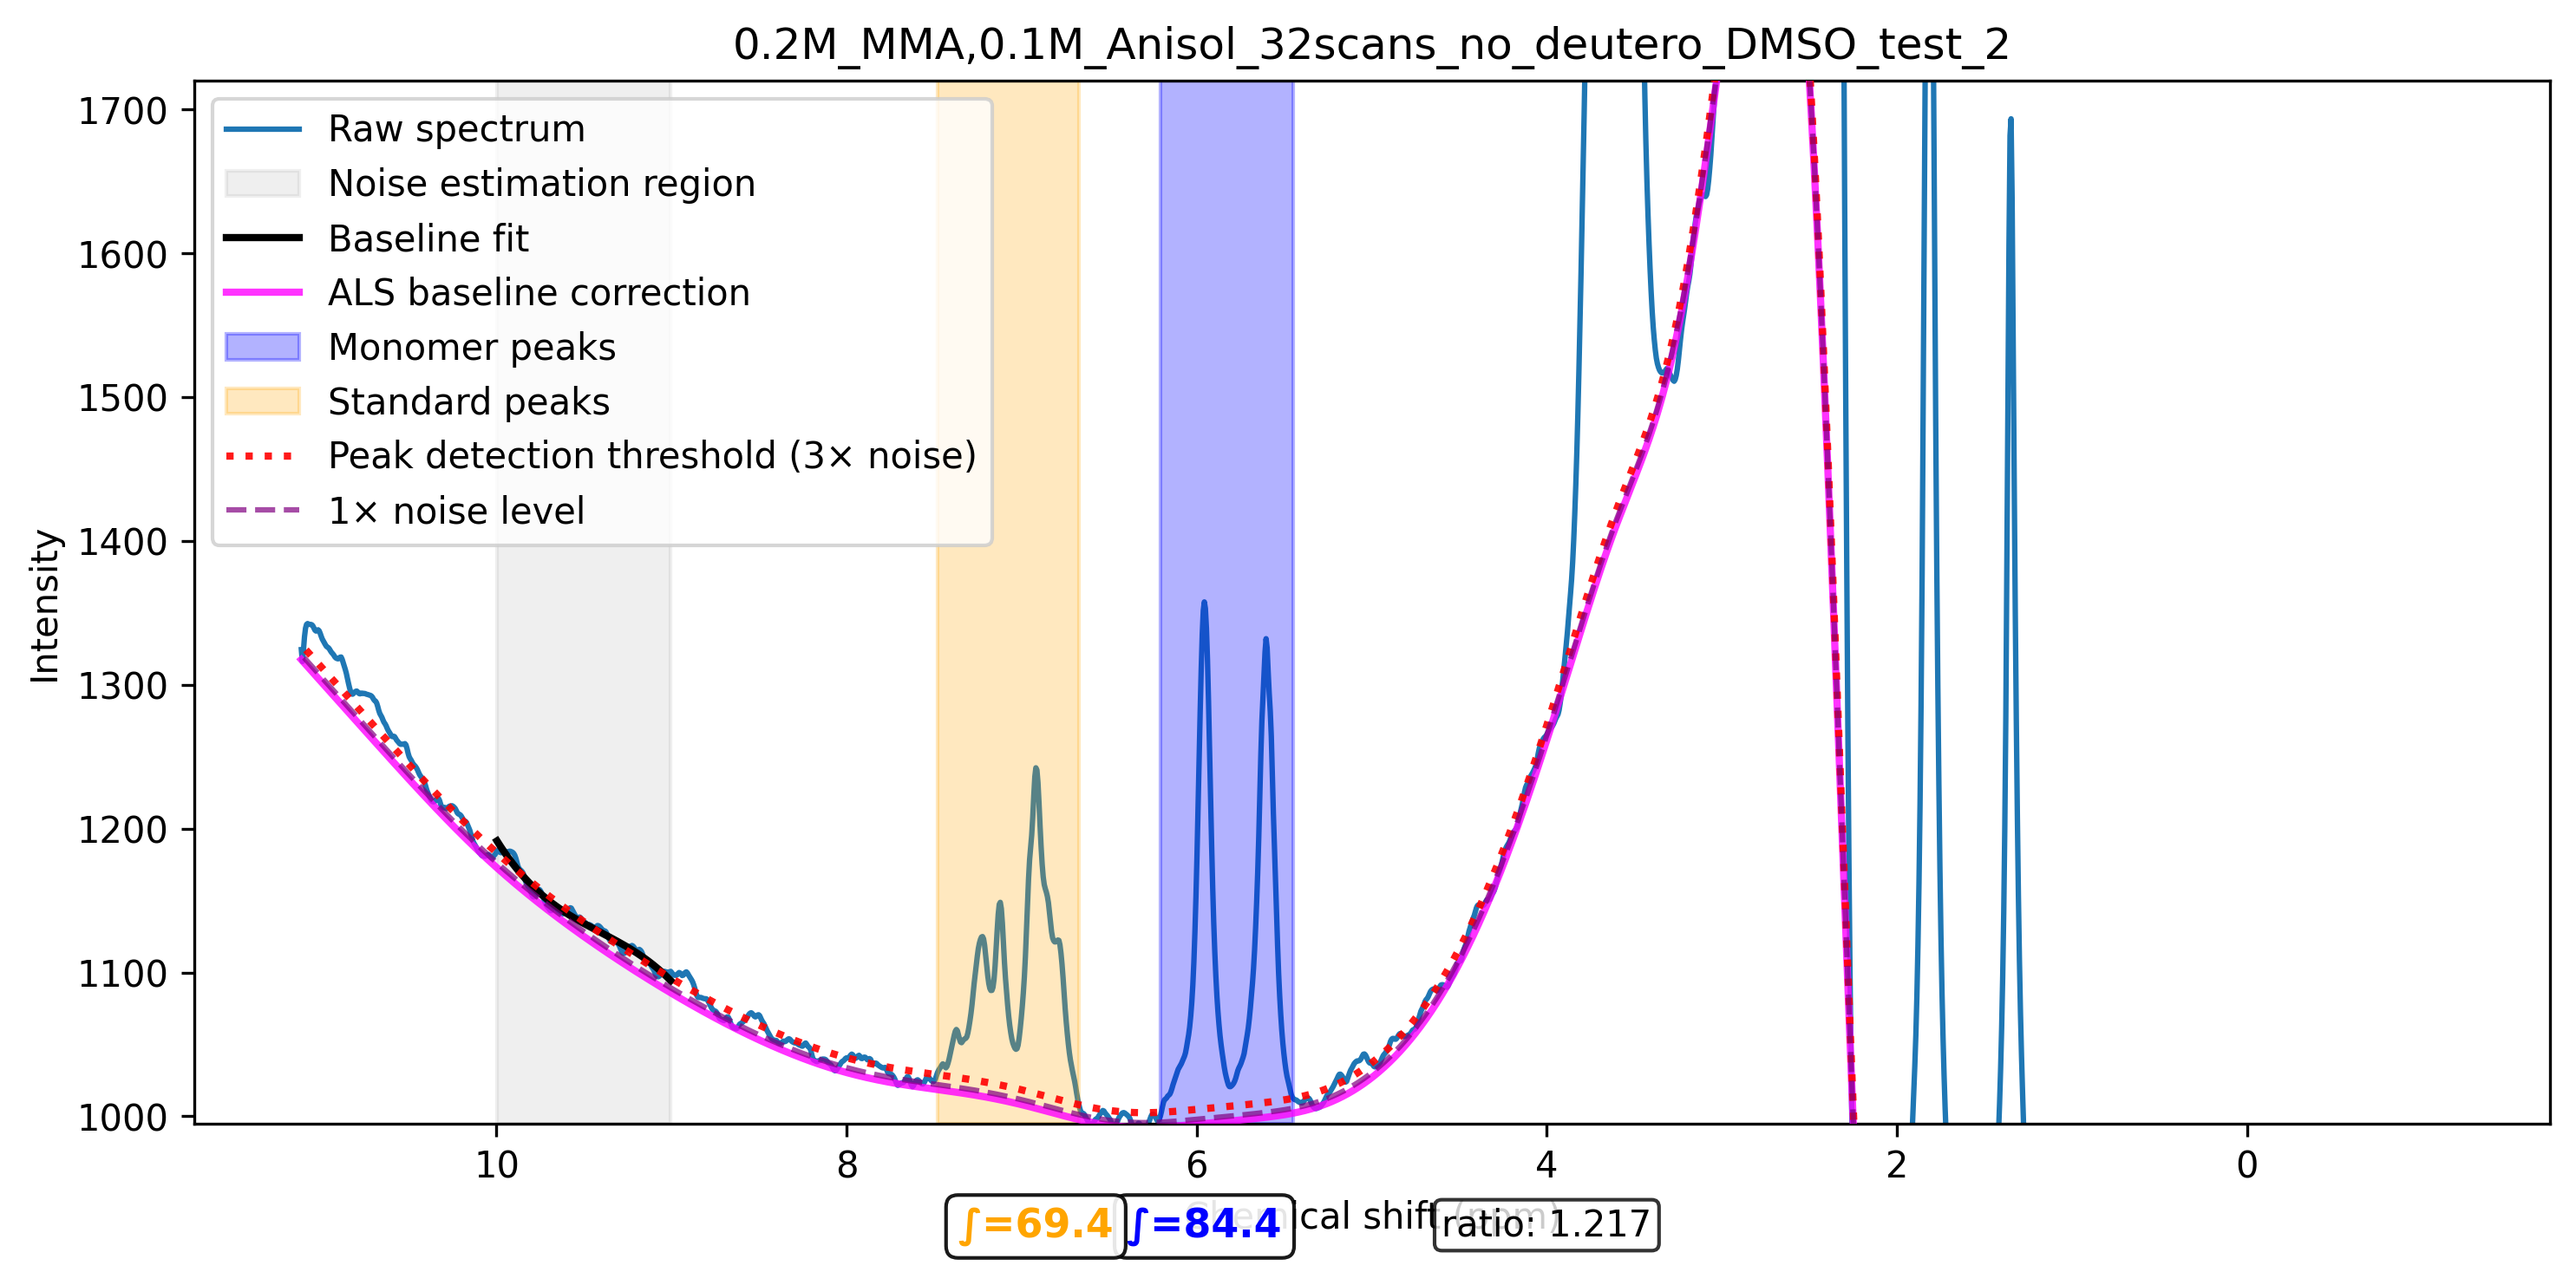 0.2M_MMA,0.1M_Anisol_32scans_no_deutero_DMSO_test_2
Raw spectrum
Noise estimation region
Baseline fit
ALS baseline correction
Monomer peaks
Standard peaks
Peak detection threshold (3× noise)
1× noise level
Intensity
1700
1600
1500
1400
1300
1200
1100
1000
10 8 6 4 2 0
Chemical shift (ppm)
∫=69.4 ∫=84.4 ratio: 1.217